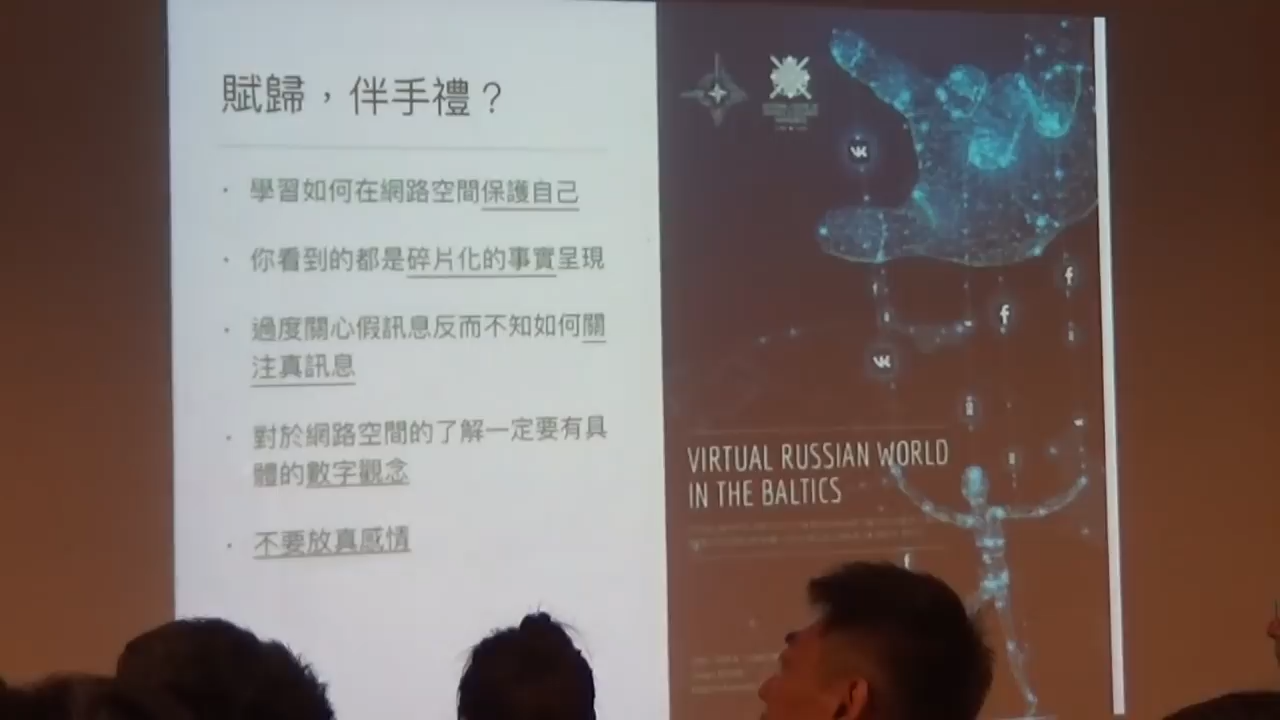 賦歸，伴手禮？
· 學習如何在網路空間保護自己
· 你看到的都是碎片化的事實呈現
· 過度關心假訊息反而不知如何關
注真訊息
· 對於網路空間的了解一定要有具
體的數字觀念
· 不要放真感情
VIRTUAL RUSSIAN WORLD
IN THE BALTICS